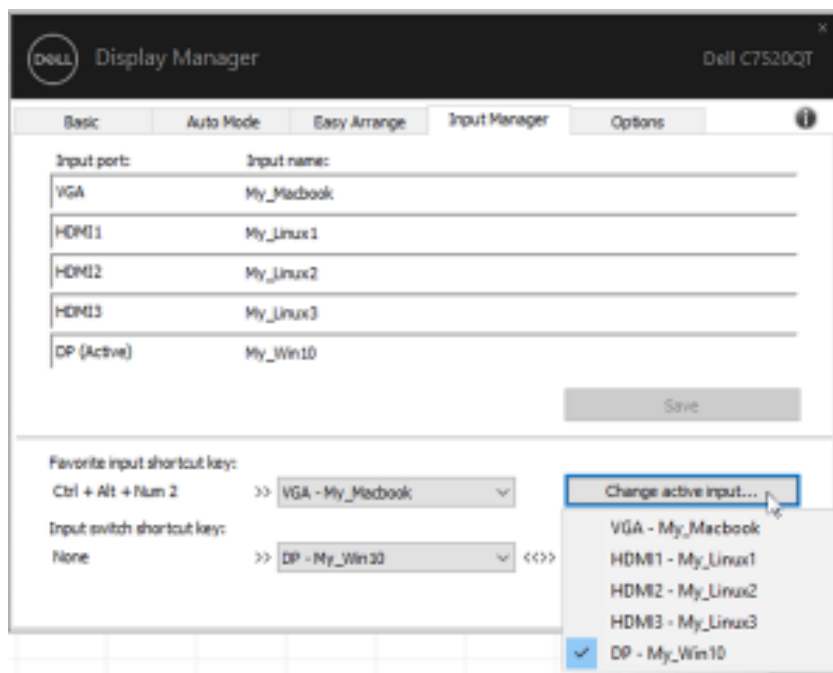 DELL Display Manager Dell C7520QT
Basic Auto Mode Easy Arrange Input Manager Options
Input port: Input name:
VGA My_Macbook
HDMI1 My_Linux1
HDMI2 My_Linux2
HDMI3 My_Linux3
DP (Active) My_Win10
Save
Favorite input shortcut key:
Ctrl + Alt + Num 2 >> VGA - My_Macbook Change active input...
Input switch shortcut key:
None >> DP - My_Win10 <<>>
VGA - My_Macbook
HDMI1 - My_Linux1
HDMI2 - My_Linux2
HDMI3 - My_Linux3
DP - My_Win10